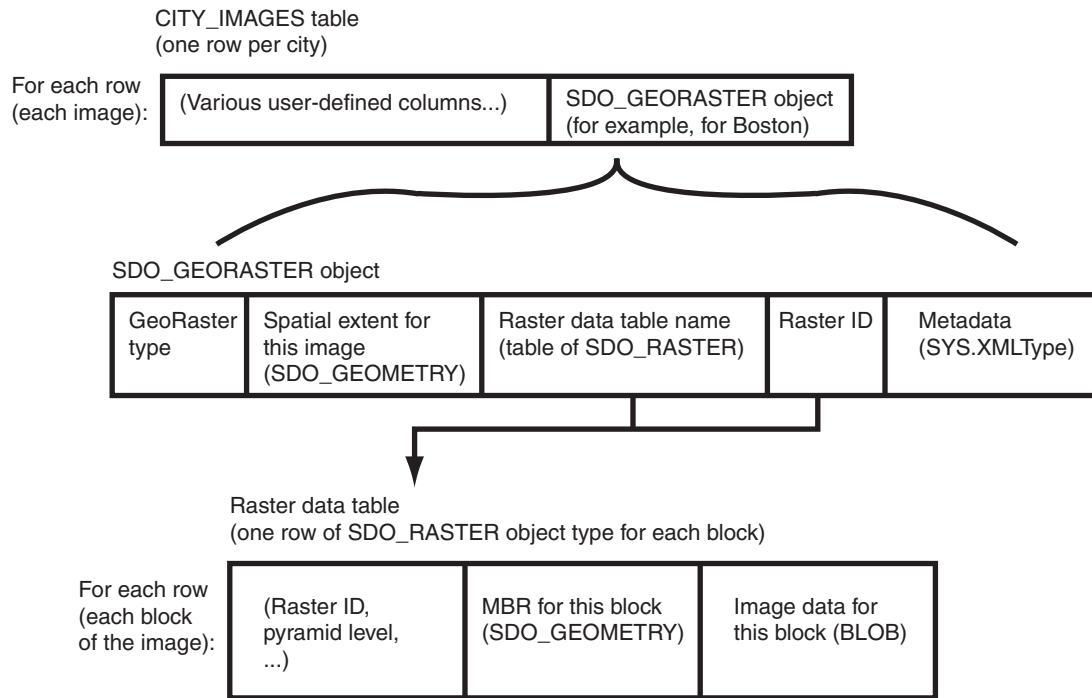 CITY_IMAGES table
(one row per city)
For each row
(each image):
(Various user-defined columns...)
SDO_GEORASTER object
(for example, for Boston)
SDO_GEORASTER object
GeoRaster
type
Spatial extent for
this image
(SDO_GEOMETRY)
Raster data table name
(table of SDO_RASTER)
Raster ID
Metadata
(SYS.XMLType)
Raster data table
(one row of SDO_RASTER object type for each block)
For each row
(each block
of the image):
(Raster ID,
pyramid level,
...)
MBR for this block
(SDO_GEOMETRY)
Image data for
this block (BLOB)